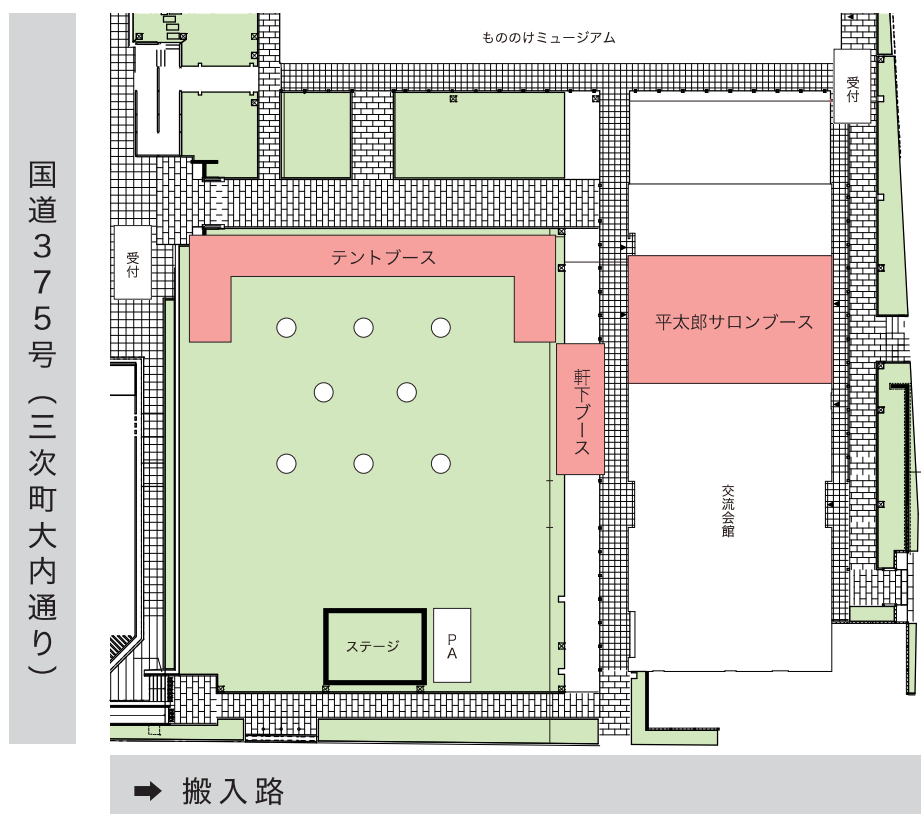 もののけミュージアム
受付
国道375号（三次町大内通り）
受付
テントブース
平太郎サロンブース
軒下ブース
交流会館
ステージ
PA
➡ 搬入路